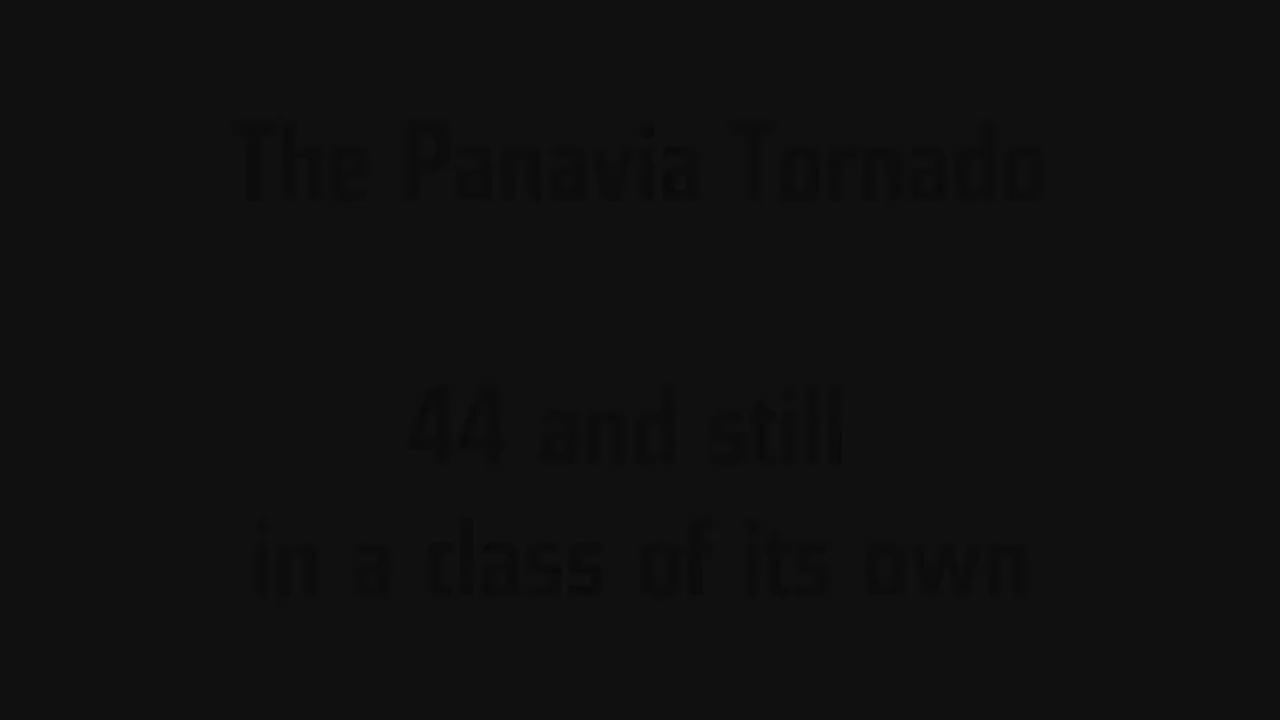 The Panavia Tornado
44 and still
in a class of its own